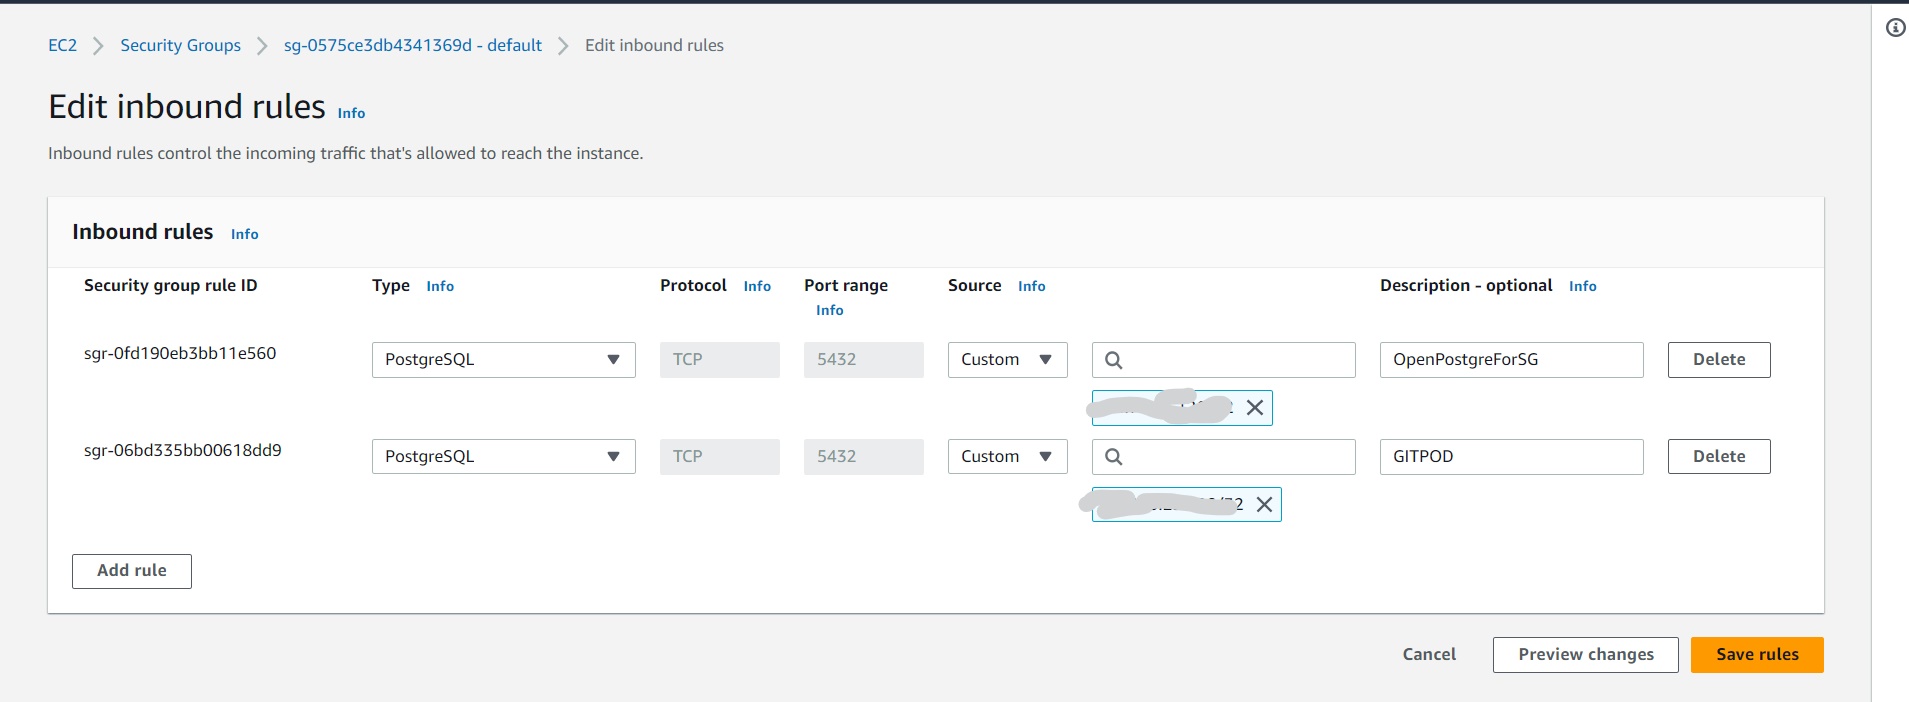 EC2 > Security Groups > sg-0575ce3db4341369d - default > Edit inbound rules
Edit inbound rules Info
Inbound rules control the incoming traffic that's allowed to reach the instance.
Inbound rules Info
Security group rule ID Type Info Protocol Info Port range Info Source Info Description - optional Info
sgr-0fd190eb3bb11e560 PostgreSQL TCP 5432 Custom OpenPostgreForSG Delete
sgr-06bd335bb00618dd9 PostgreSQL TCP 5432 Custom GITPOD Delete
Add rule
Cancel Preview changes Save rules